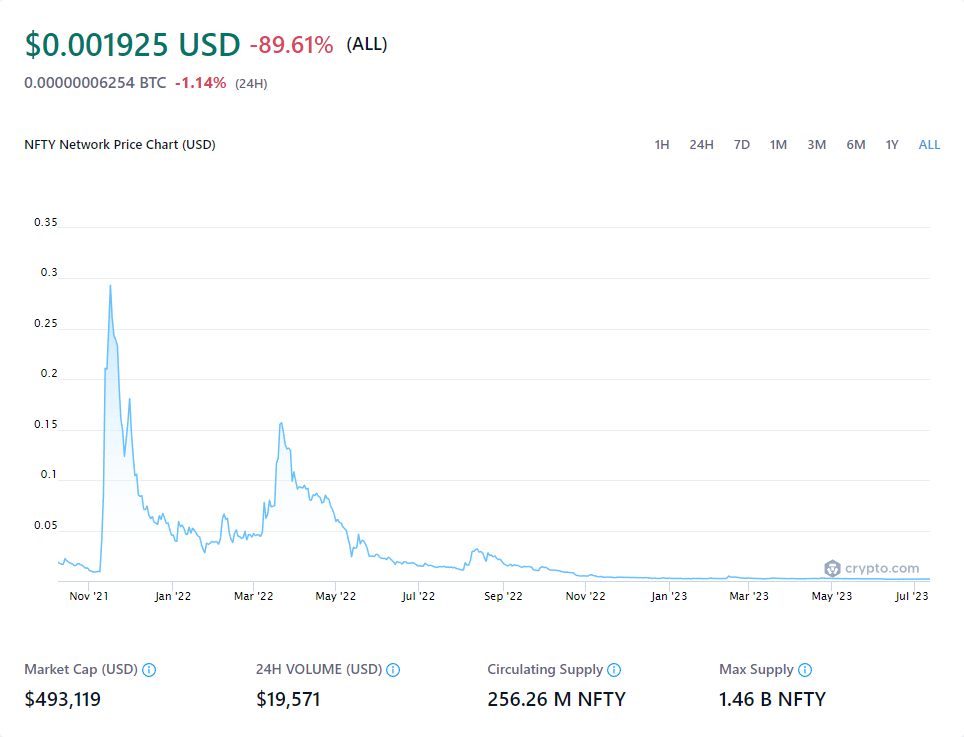 $0.001925 USD -89.61% (ALL)
0.00000006254 BTC -1.14% (24H)
NFTY Network Price Chart (USD) 1H 24H 7D 1M 3M 6M 1Y ALL
0.35
0.3
0.25
0.2
0.15
0.1
0.05
crypto.com
Nov '21 Jan '22 Mar '22 May '22 Jul '22 Sep '22 Nov '22 Jan '23 Mar '23 May '23 Jul '23
Market Cap (USD) 24H VOLUME (USD) Circulating Supply Max Supply
$493,119 $19,571 256.26 M NFTY 1.46 B NFTY